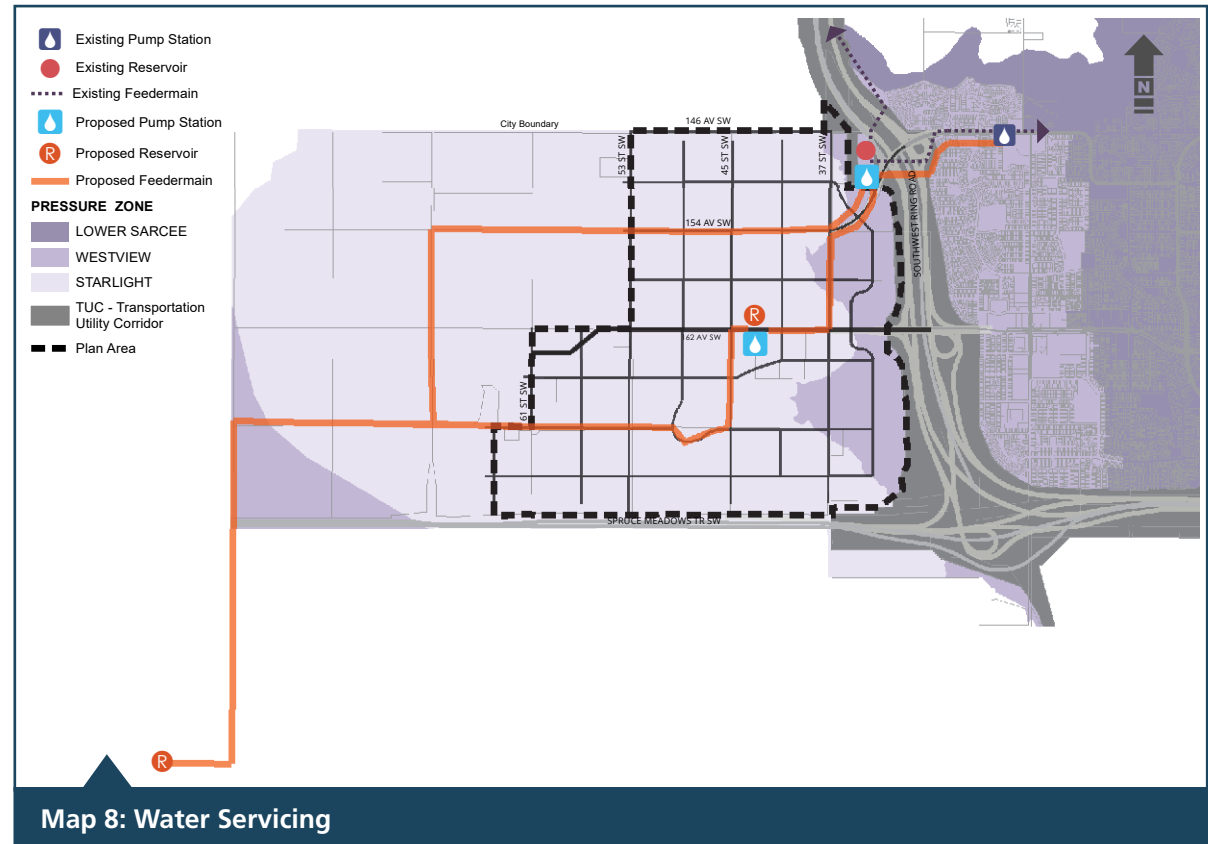 Existing Pump Station
Existing Reservoir
Existing Feedermain
Proposed Pump Station
R
Proposed Reservoir
Proposed Feedermain
PRESSURE ZONE
LOWER SARCEE
WESTVIEW
STARLIGHT
TUC - Transportation
Utility Corridor
Plan Area
City Boundary
146 AV SW
53 ST SW
45 ST SW
37 ST SW
N
SOUTHWEST RING ROAD
154 AV SW
R
62 AV SW
61 ST SW
SPRUCE MEADOWS TR SW
R
Map 8: Water Servicing